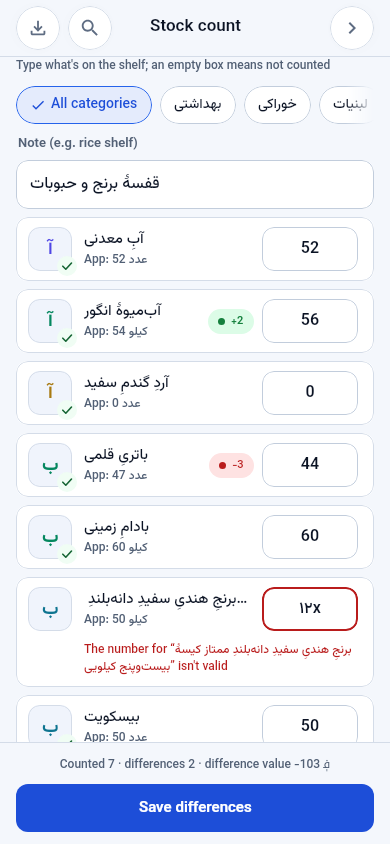 Stock count
Type what's on the shelf; an empty box means not counted
All categories
بهداشتی
خوراکی
لبنیات
Note (e.g. rice shelf)
قفسهٔ برنج و حبوبات
آ
آبِ معدنی
App: 52 عدد
52
آ
آب‌میوهٔ انگور
App: 54 کیلو
+2
56
آ
آردِ گندمِ سفید
App: 0 عدد
0
ب
باتریِ قلمی
App: 47 عدد
-3
44
ب
بادامِ زمینی
App: 60 کیلو
60
ب
برنجِ هندیِ سفیدِ دانه‌بلندِ…
App: 50 کیلو
۱۲x
The number for “برنجِ هندیِ سفیدِ دانه‌بلندِ ممتاز کیسهٔ
بیست‌وپنج کیلویی” isn't valid
ب
بیسکویت
App: 50 عدد
50
Counted 7 · differences 2 · difference value -103 ؋
Save differences